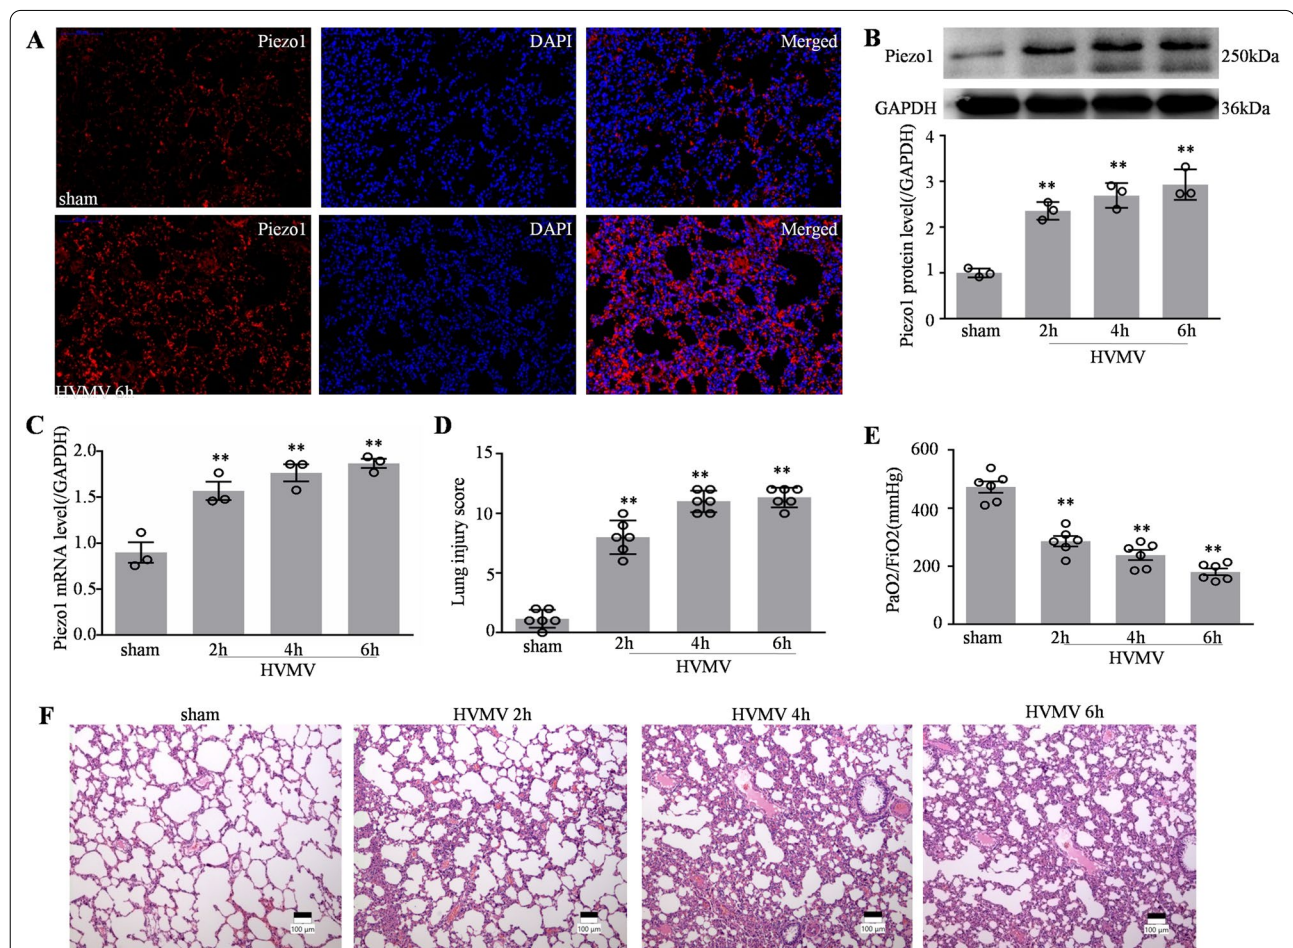 A
Piezo1
DAPI
Merged
sham
Piezo1
DAPI
Merged
HVMV 6h
B
Piezo1
250kDa
GAPDH
36kDa
Piezo1 protein level(/GAPDH)
4
3
2
1
0
**
**
**
sham
2h
4h
6h
HVMV
C
Piezo1 mRNA level(/GAPDH)
2.0
1.5
1.0
0.5
0.0
**
**
**
sham
2h
4h
6h
HVMV
D
Lung injury score
15
10
5
0
**
**
**
sham
2h
4h
6h
HVMV
E
PaO2/FiO2(mmHg)
600
400
200
0
**
**
**
sham
2h
4h
6h
HVMV
F
sham
HVMV 2h
HVMV 4h
HVMV 6h
100 μm
100 μm
100 μm
100 μm